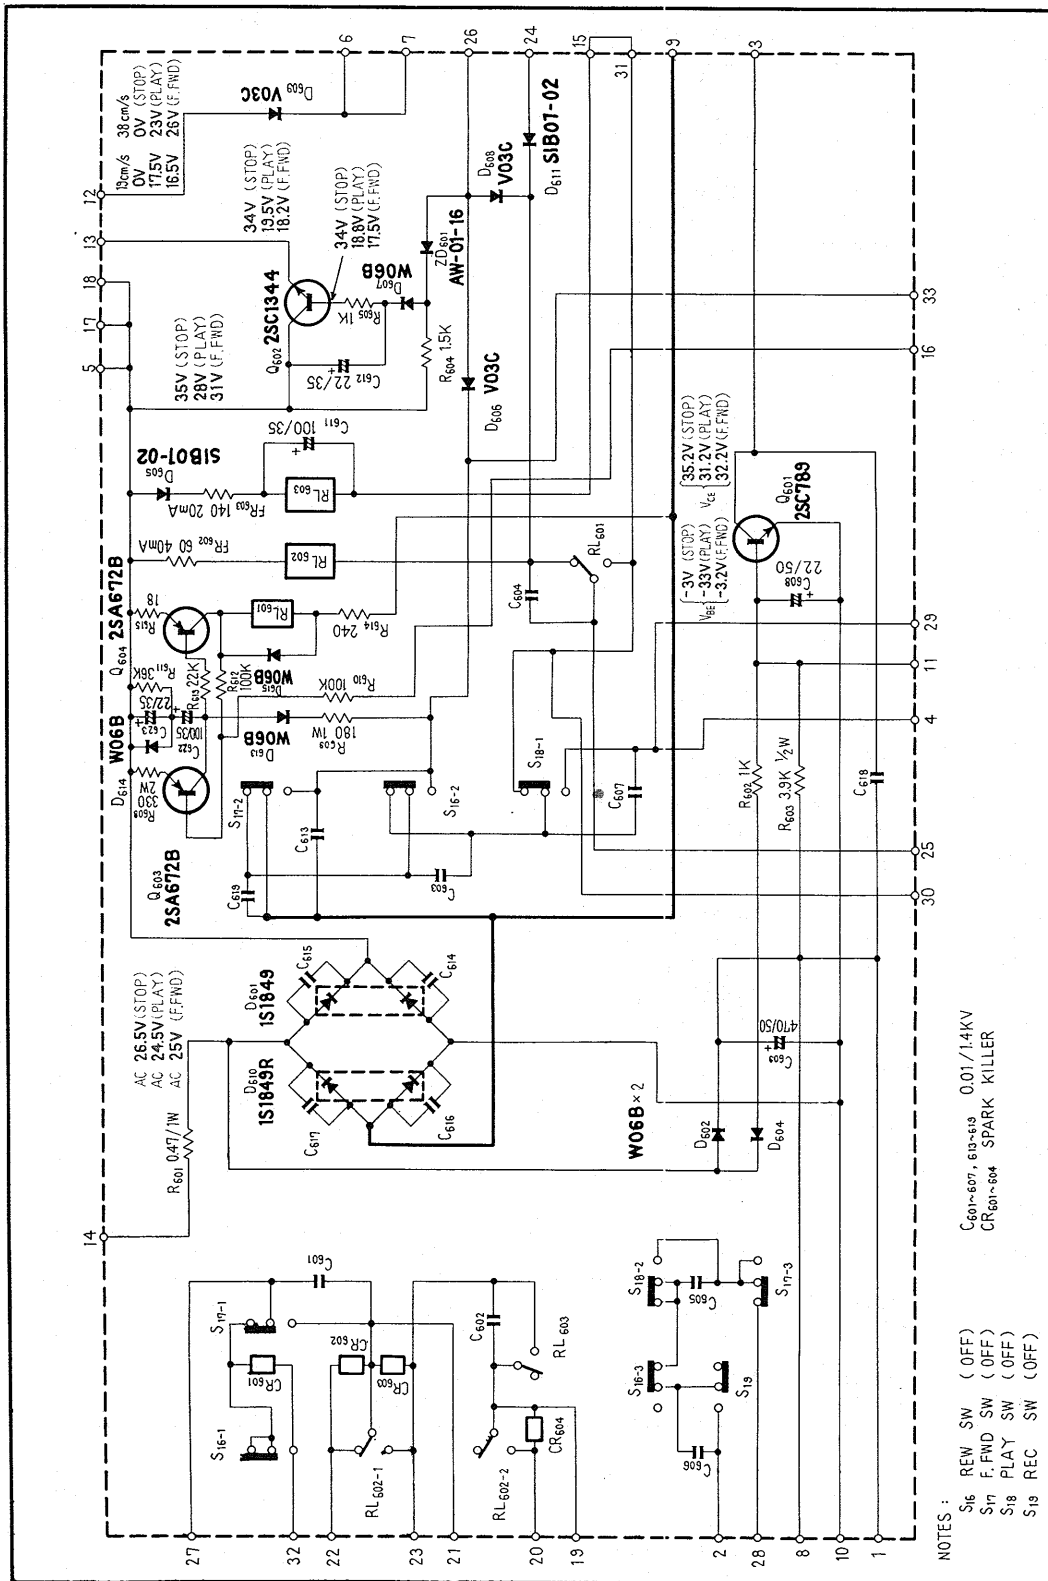 14
5
17
18
13
12
27
32
22
23
21
20
19
2
28
8
10
1
6
7
26
24
15
31
9
3
33
16
29
11
4
25
30
19cm/s 38cm/s
0V 0V (STOP)
17.5V 23V (PLAY)
16.5V 26V (F.FWD)
D609
V03C
34V (STOP)
19.5V (PLAY)
18.2V (F.FWD)
34V (STOP)
18.8V (PLAY)
17.5V (F.FWD)
Q602 2SC1344
35V (STOP)
28V (PLAY)
31V (F.FWD)
R605
1K
D607
W06B
C612
22/35
R604 1.5K
ZD601
AW-01-16
D608
V03C
D611 S1B01-02
D606 V03C
S1B01-02
D605
FR603 140 20mA
RL603
C611
100/35
FR602 60 40mA
RL602
RL601
C604
2SA672B
Q604
R615
18
RL601
R614
240
R611 36K
R613 22K
R612
100K
D615
W06B
R610
100K
W06B
C623
22/35
C622
100/35
D614
D613
W06B
R609
180 1W
R608
330
2W
Q603
2SA672B
S17-2
C613
C619
S16-2
C603
S18-1
C607
VBE
-3V (STOP)
-33V (PLAY)
-3.2V (F.FWD)
VCE
35.2V (STOP)
31.2V (PLAY)
32.2V (F.FWD)
Q601
2SC789
C608
22/50
R602 1K
R603 3.9K ½W
C618
AC 26.5V (STOP)
AC 24.5V (PLAY)
AC 25V (F.FWD)
R601 0.47/1W
D601
1S1849
C615
C614
D610
1S1849R
C617
C616
W06B×2
D602
D604
C609
470/50
S17-1
C601
CR601
S16-1
CR602
CR603
RL602-1
C602
RL603
CR604
RL602-2
S18-2
C605
S17-3
S16-3
S19
C606
NOTES :
S16 REW SW (OFF)
S17 F.FWD SW (OFF)
S18 PLAY SW (OFF)
S19 REC SW (OFF)
C601~607, 613~619 0.01/1.4KV
CR601~604 SPARK KILLER